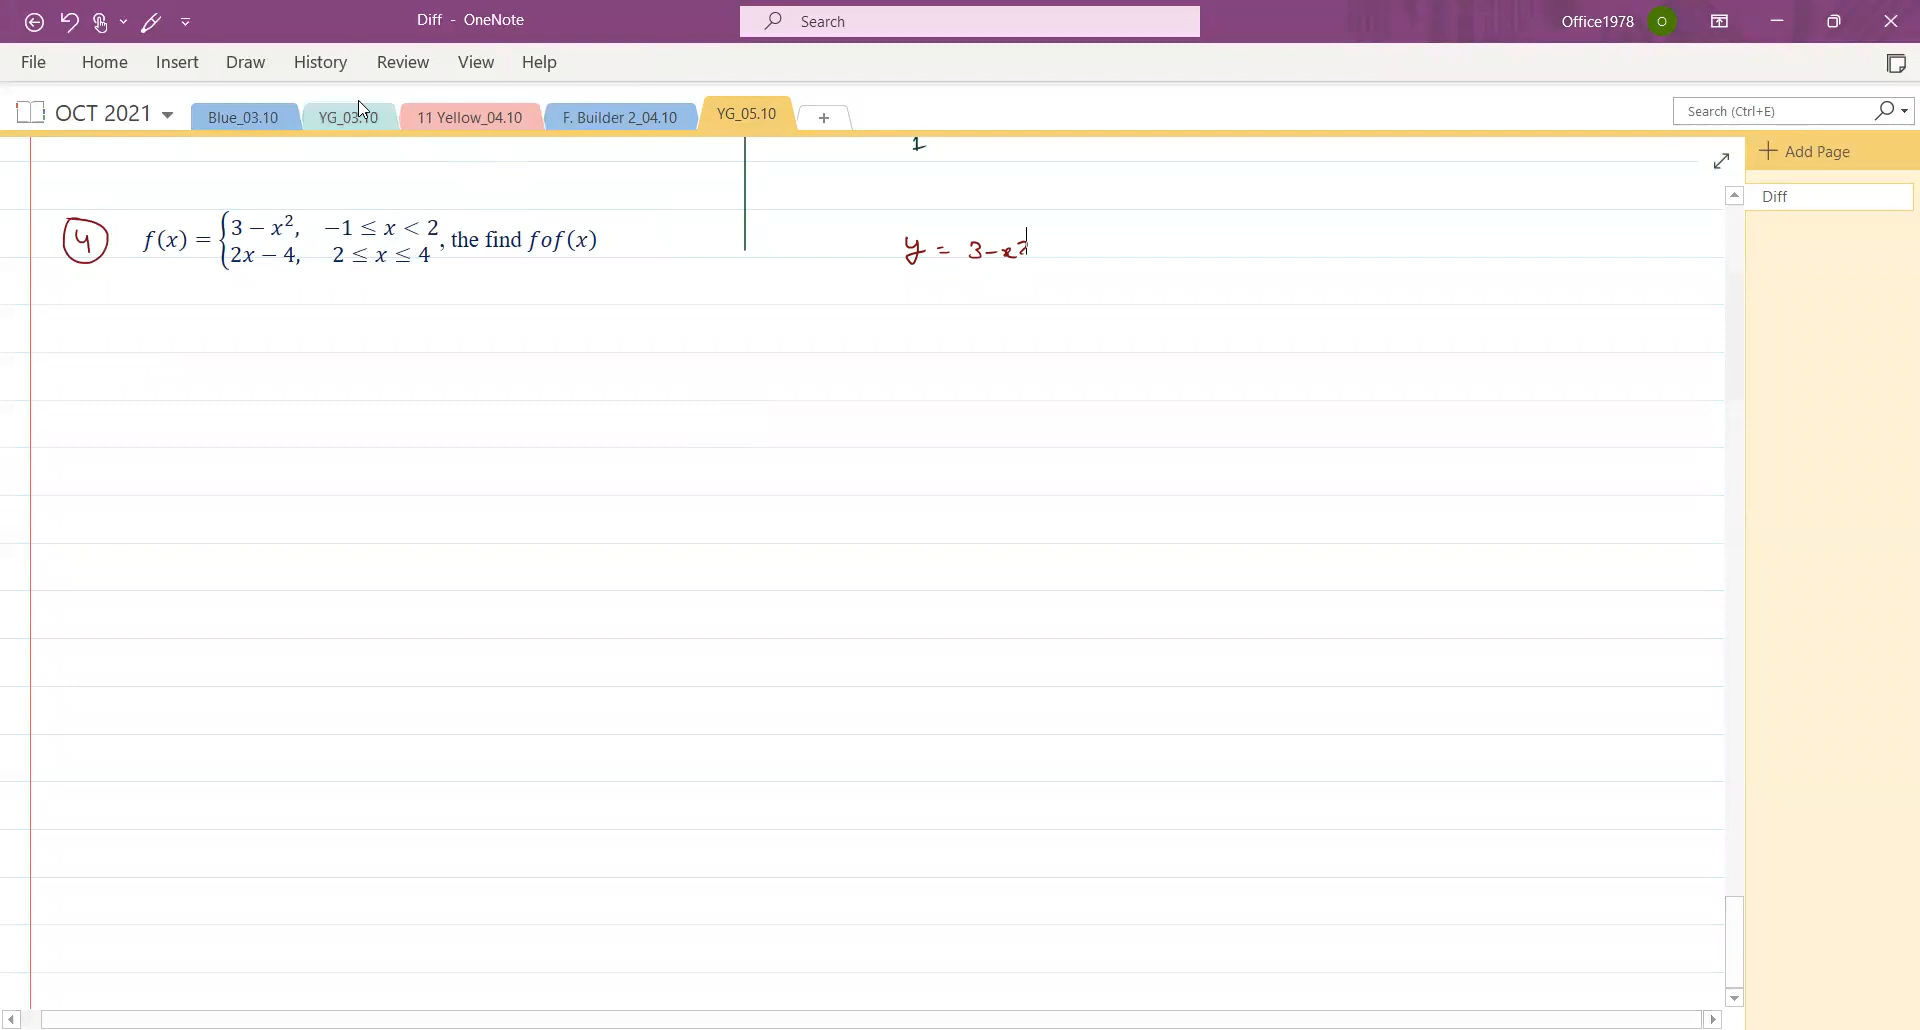 Diff - OneNote
Search
Office1978
O
File Home Insert Draw History Review View Help
OCT 2021
Blue_03.10
YG_03.10
11 Yellow_04.10
F. Builder 2_04.10
YG_05.10
+
Search (Ctrl+E)
Add Page
Diff
1
4 f(x) = {3 − x², −1 ≤ x < 2
2x − 4, 2 ≤ x ≤ 4, the find fof(x)
y = 3−x²